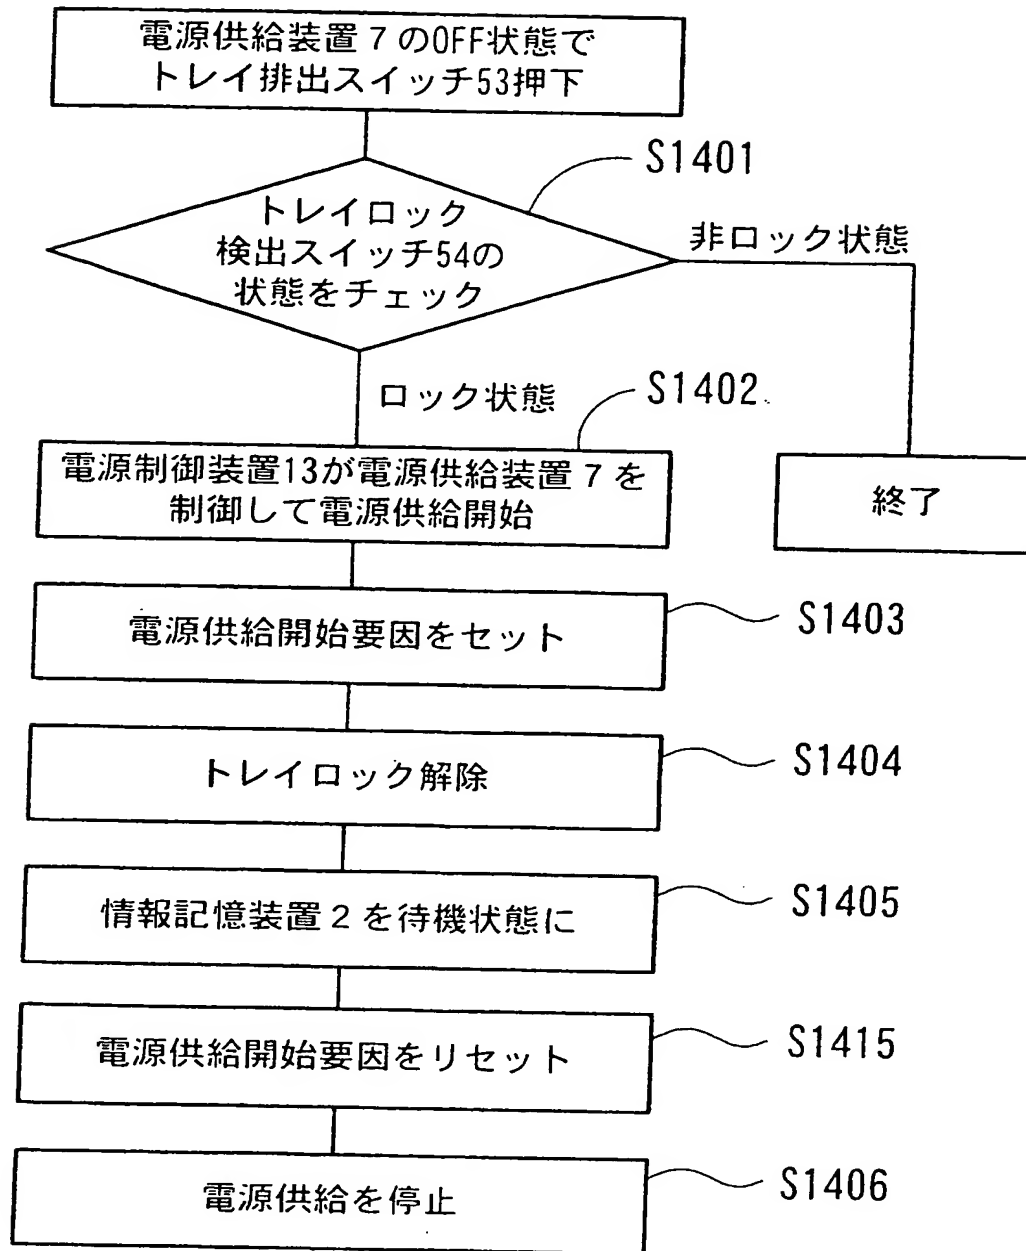 電源供給装置7のOFF状態で
トレイ排出スイッチ53押下
S1401
トレイロック
検出スイッチ54の
状態をチェック
非ロック状態
ロック状態
S1402
電源制御装置13が電源供給装置7を
制御して電源供給開始
終了
電源供給開始要因をセット
S1403
トレイロック解除
S1404
情報記憶装置2を待機状態に
S1405
電源供給開始要因をリセット
S1415
電源供給を停止
S1406